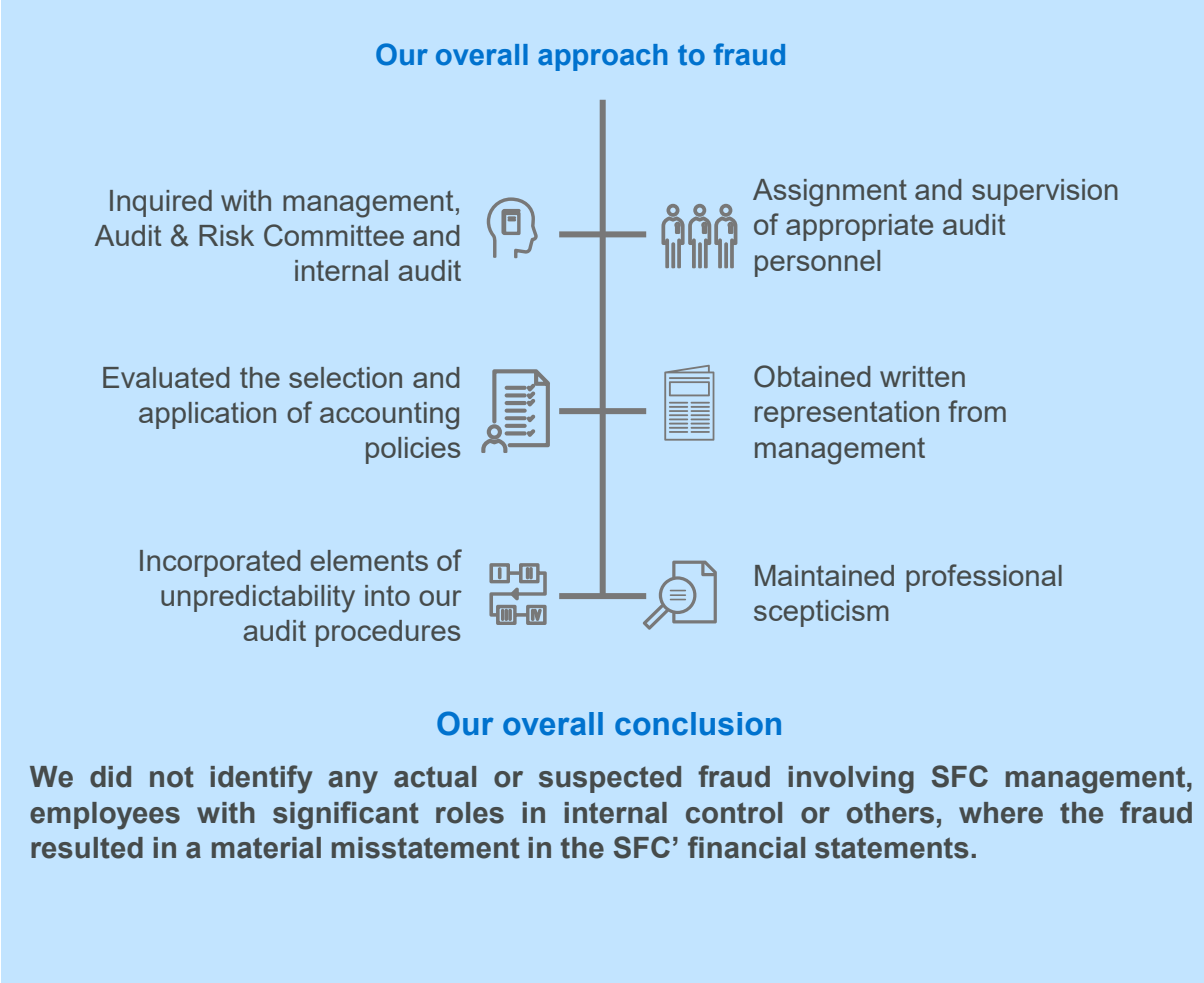 Our overall approach to fraud
Inquired with management,
Audit & Risk Committee and
internal audit
Assignment and supervision
of appropriate audit
personnel
Evaluated the selection and
application of accounting
policies
Obtained written
representation from
management
Incorporated elements of
unpredictability into our
audit procedures
I II
III IV
Maintained professional
scepticism
Our overall conclusion
We did not identify any actual or suspected fraud involving SFC management,
employees with significant roles in internal control or others, where the fraud
resulted in a material misstatement in the SFC’ financial statements.